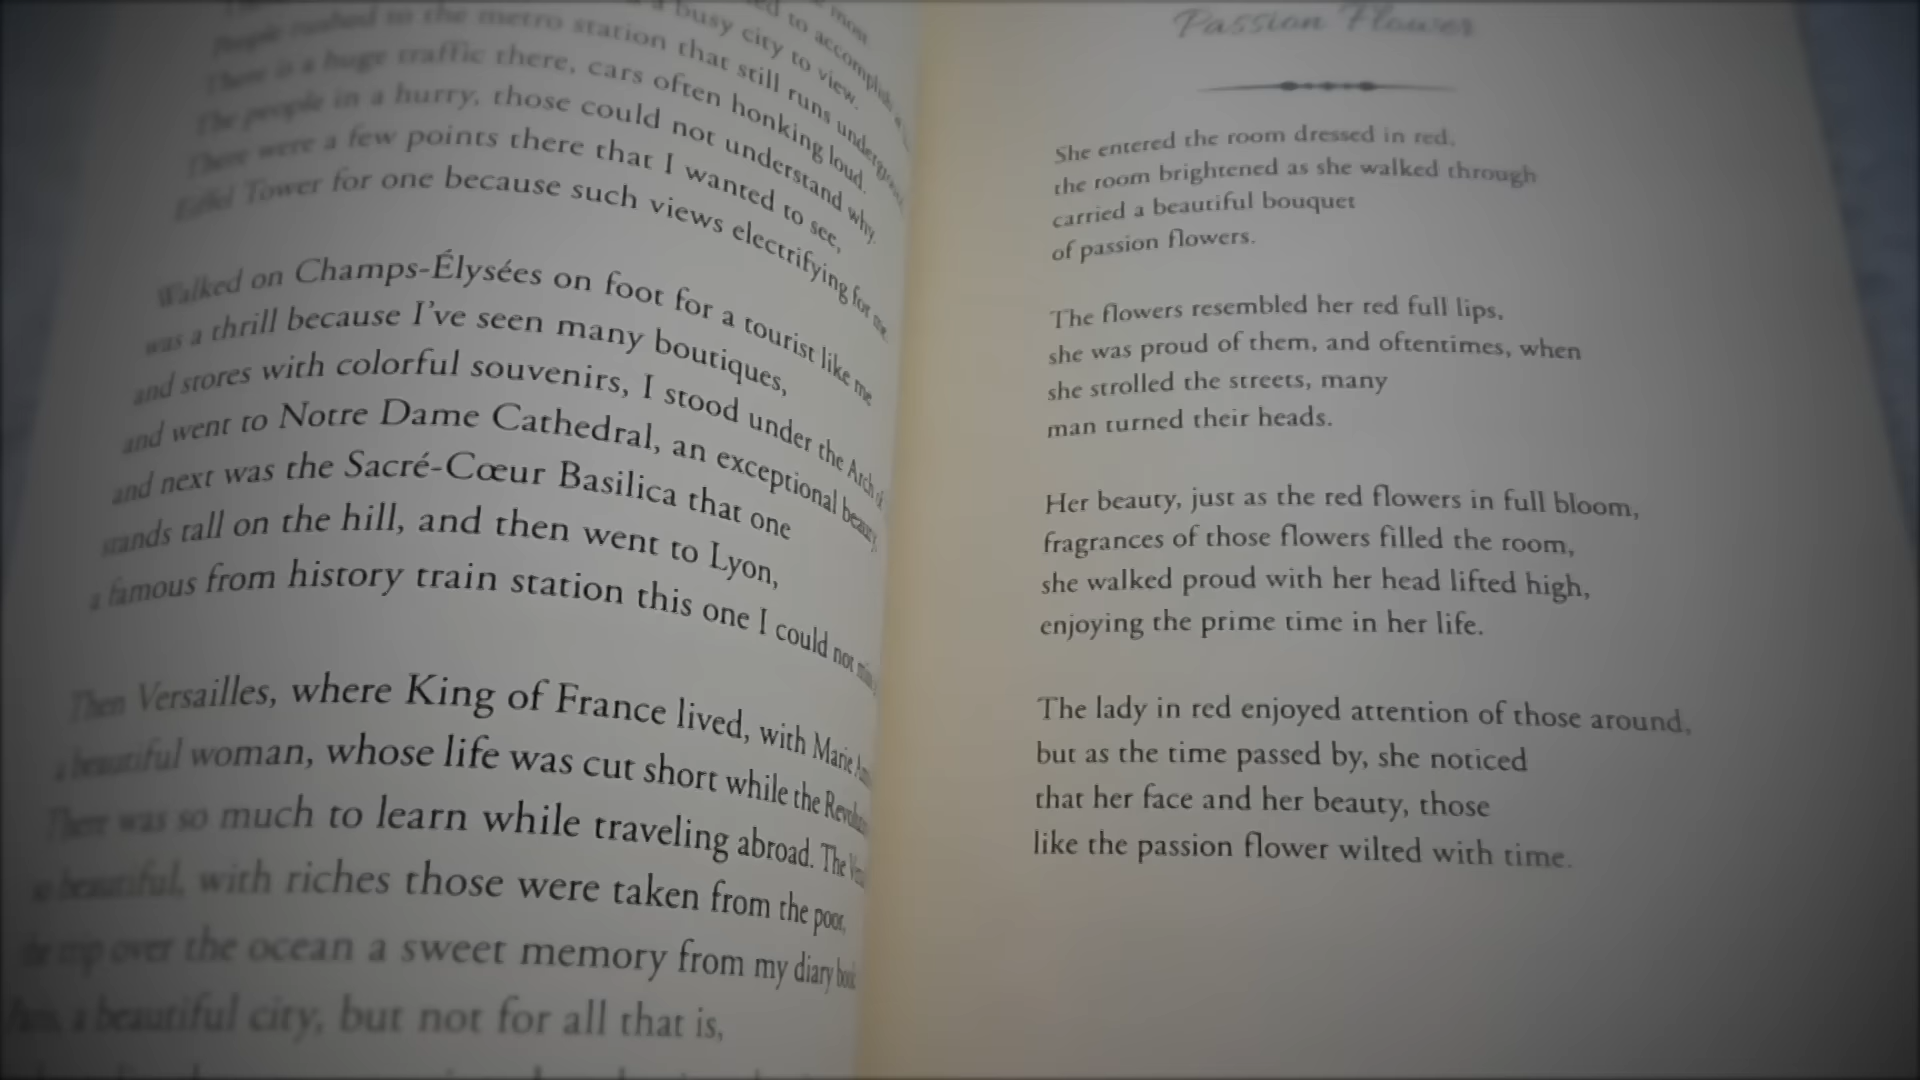 most
to accomplish a
a busy city to view.
People rushed to the metro station that still runs underground,
There is a huge traffic there, cars often honking loud.
The people in a hurry, those could not understand why.
There were a few points there that I wanted to see,
Eiffel Tower for one because such views electrifying for me.
Walked on Champs-Élysées on foot for a tourist like me
was a thrill because I've seen many boutiques,
and stores with colorful souvenirs, I stood under the Arch of
and went to Notre Dame Cathedral, an exceptional beauty,
and next was the Sacré-Cœur Basilica that one
stands tall on the hill, and then went to Lyon,
a famous from history train station this one I could not miss
Then Versailles, where King of France lived, with Marie
a beautiful woman, whose life was cut short while the Revolution
There was so much to learn while traveling abroad. The
so beautiful, with riches those were taken from the poor,
the trip over the ocean a sweet memory from my diary book
Paris, a beautiful city, but not for all that is,
Passion Flower
She entered the room dressed in red,
the room brightened as she walked through
carried a beautiful bouquet
of passion flowers.
The flowers resembled her red full lips,
she was proud of them, and oftentimes, when
she strolled the streets, many
man turned their heads.
Her beauty, just as the red flowers in full bloom,
fragrances of those flowers filled the room,
she walked proud with her head lifted high,
enjoying the prime time in her life.
The lady in red enjoyed attention of those around,
but as the time passed by, she noticed
that her face and her beauty, those
like the passion flower wilted with time.